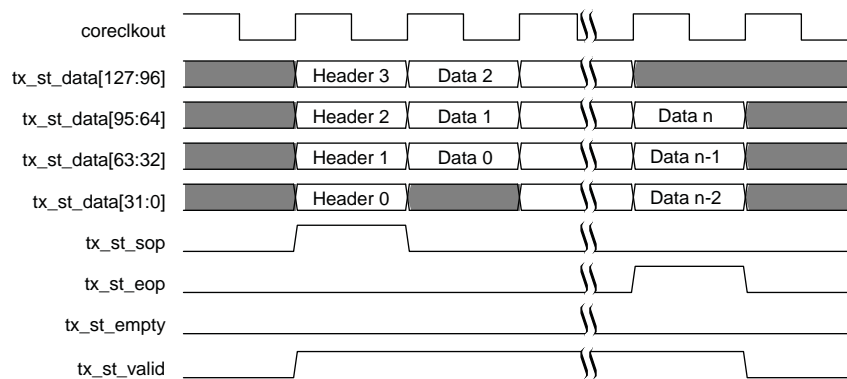 coreclkout
tx_st_data[127:96] Header 3 Data 2
tx_st_data[95:64] Header 2 Data 1 Data n
tx_st_data[63:32] Header 1 Data 0 Data n-1
tx_st_data[31:0] Header 0 Data n-2
tx_st_sop
tx_st_eop
tx_st_empty
tx_st_valid